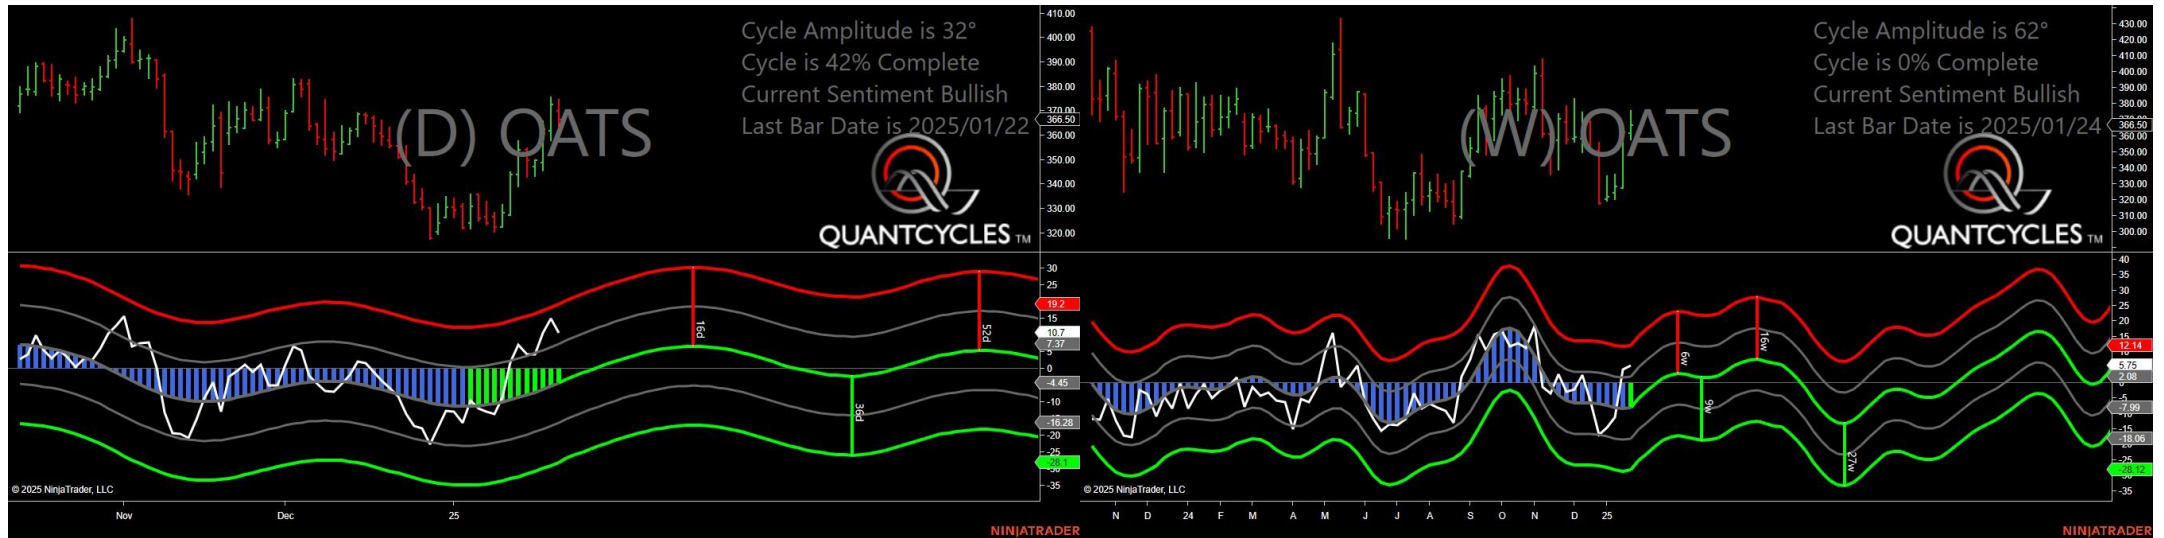 Cycle Amplitude is 32°
Cycle is 42% Complete
Current Sentiment Bullish
Last Bar Date is 2025/01/22
(D) OATS
QUANTCYCLES TM
410.00
400.00
390.00
380.00
370.00
366.50
360.00
350.00
340.00
330.00
320.00
30
25
19.2
15
10.7
7.37
5
0
-4.45
-10
-16.28
-20
-25
-28.1
-35
16d
36d
52d
© 2025 NinjaTrader, LLC
Nov
Dec
25
NINJATRADER
Cycle Amplitude is 62°
Cycle is 0% Complete
Current Sentiment Bullish
Last Bar Date is 2025/01/24
(W) OATS
QUANTCYCLES TM
430.00
420.00
410.00
400.00
390.00
380.00
366.50
360.00
350.00
340.00
330.00
320.00
310.00
300.00
40
35
30
25
20
15
12.14
5.75
2.08
-5
-7.99
-15
-18.06
-25
-28.12
-35
6w
9w
16w
27w
© 2025 NinjaTrader, LLC
N
D
24
F
M
A
M
J
J
A
S
O
N
D
25
NINJATRADER